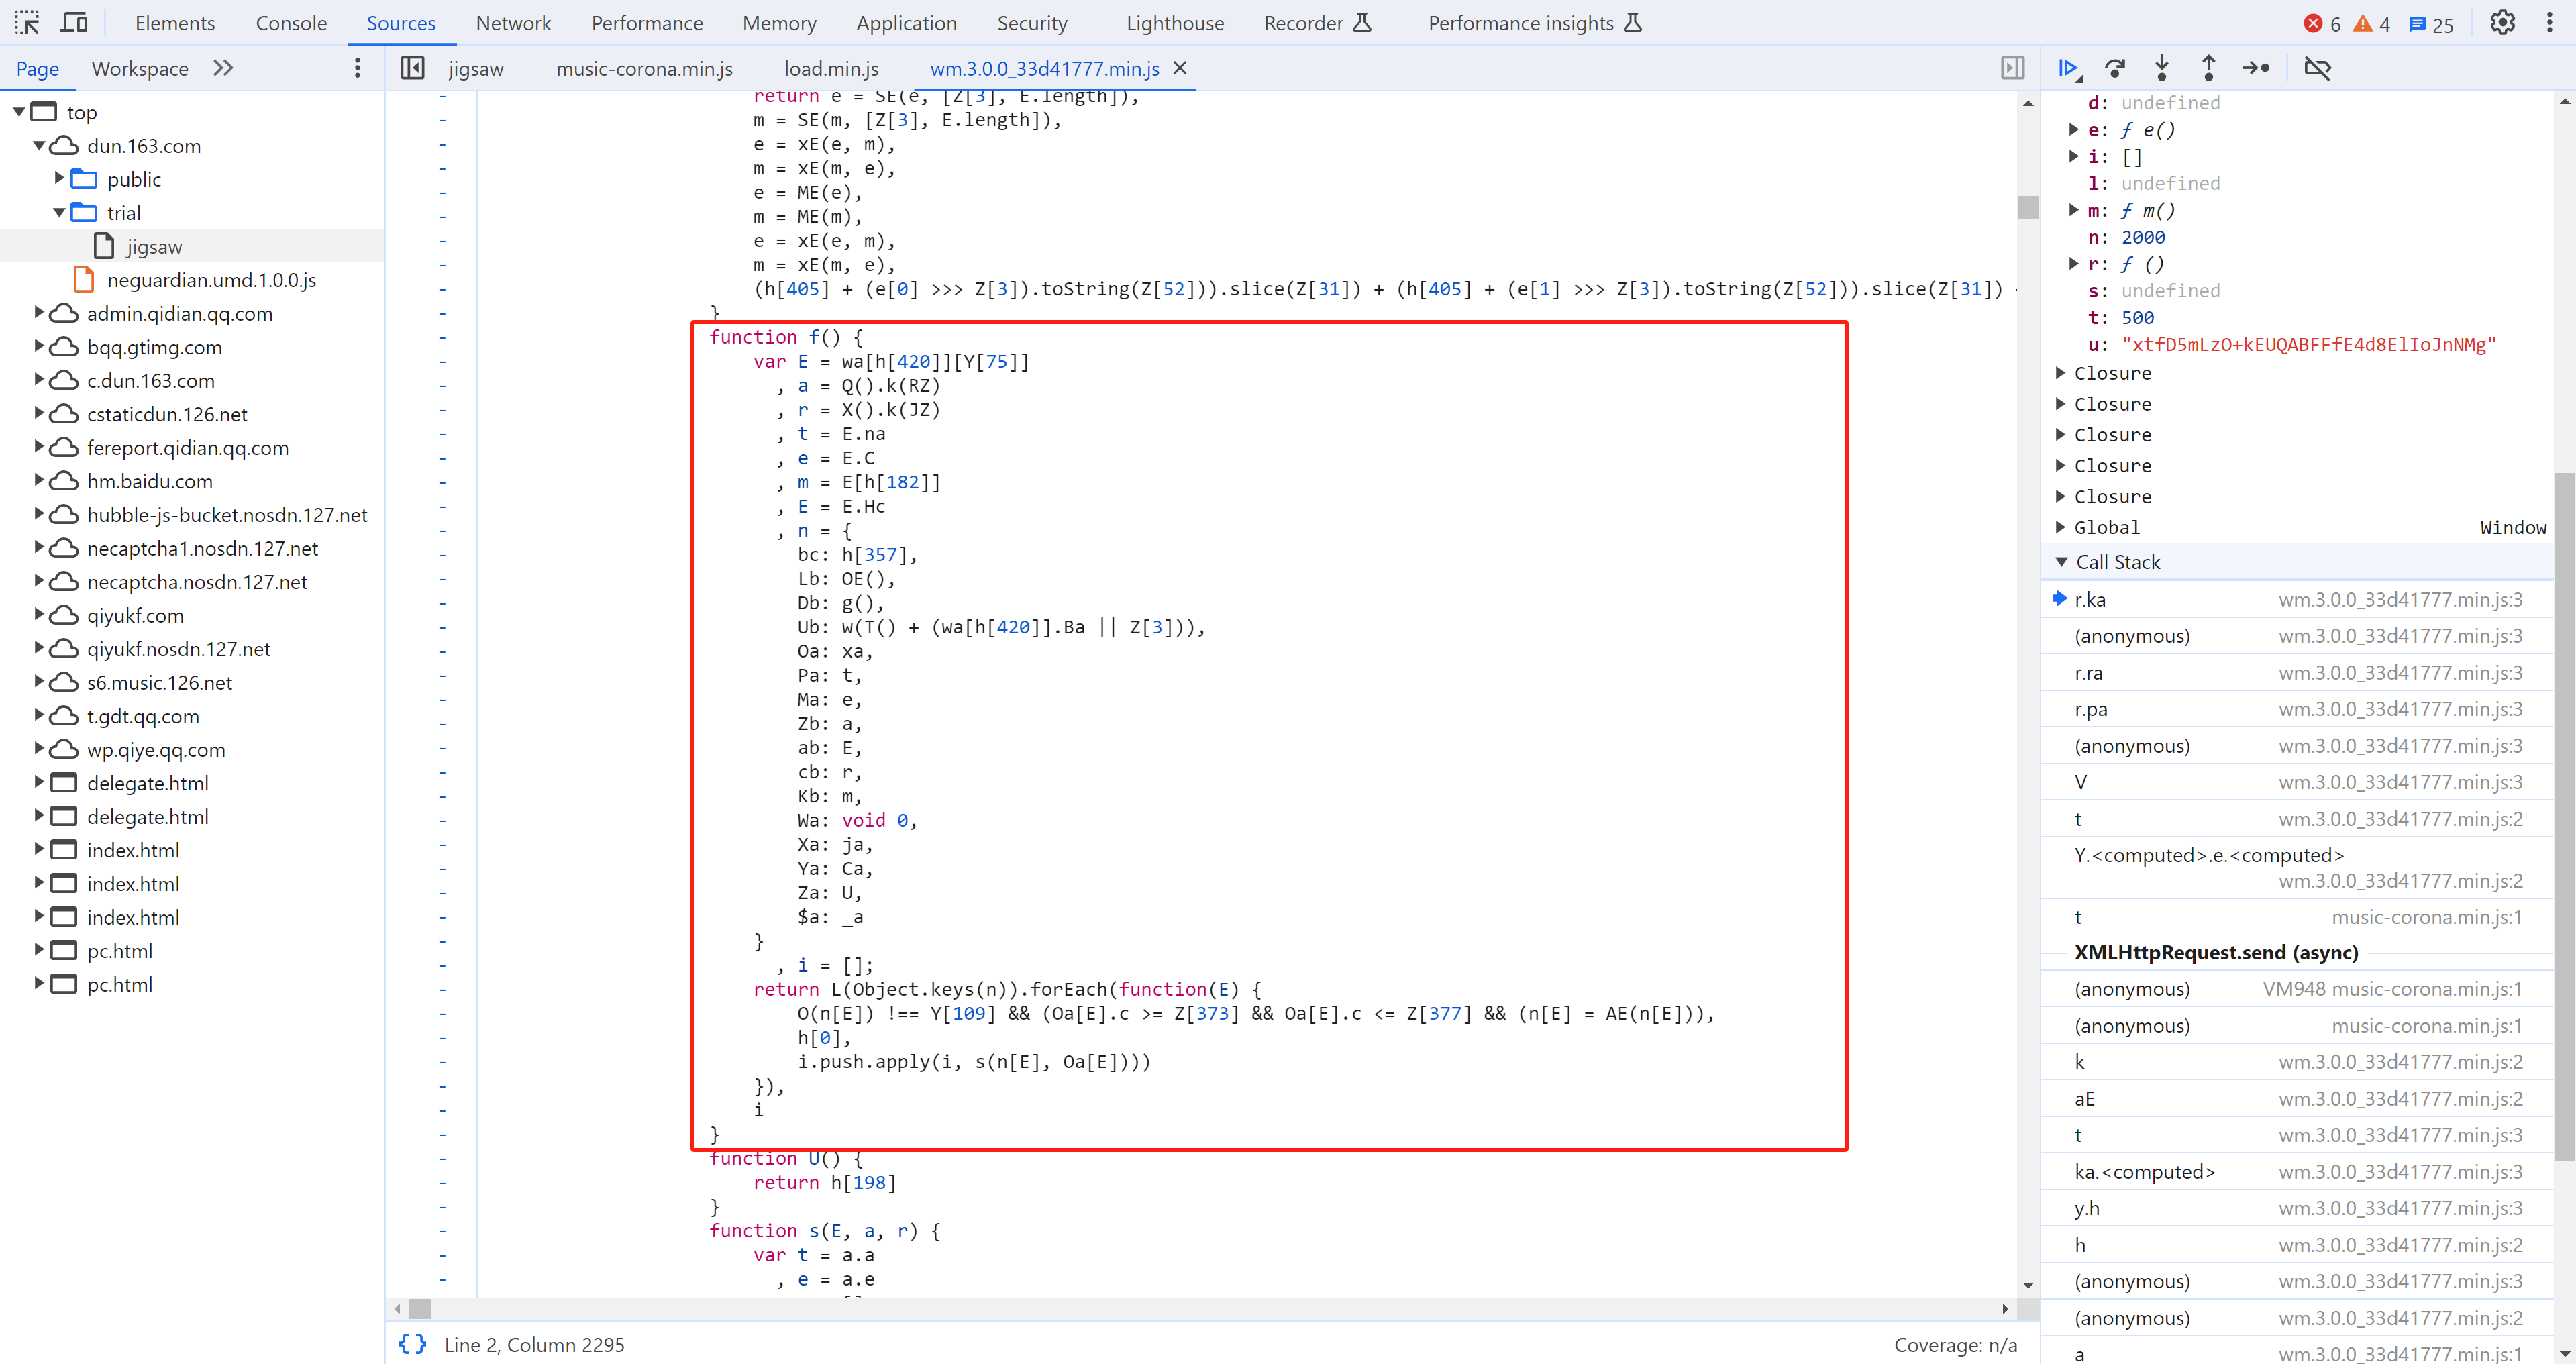 Elements Console Sources Network Performance Memory Application Security Lighthouse Recorder Performance insights 6 4 25
Page Workspace
jigsaw music-corona.min.js load.min.js wm.3.0.0_33d41777.min.js
top
dun.163.com
public
trial
jigsaw
neguardian.umd.1.0.0.js
admin.qidian.qq.com
bqq.gtimg.com
c.dun.163.com
cstaticdun.126.net
fereport.qidian.qq.com
hm.baidu.com
hubble-js-bucket.nosdn.127.net
necaptcha1.nosdn.127.net
necaptcha.nosdn.127.net
qiyukf.com
qiyukf.nosdn.127.net
s6.music.126.net
t.gdt.qq.com
wp.qiye.qq.com
delegate.html
delegate.html
index.html
index.html
index.html
pc.html
pc.html
return e = SE(e, [Z[3], E.length]),
m = SE(m, [Z[3], E.length]),
e = xE(e, m),
m = xE(m, e),
e = ME(e),
m = ME(m),
e = xE(e, m),
m = xE(m, e),
(h[405] + (e[0] >>> Z[3]).toString(Z[52])).slice(Z[31]) + (h[405] + (e[1] >>> Z[3]).toString(Z[52])).slice(Z[31])
}
function f() {
var E = wa[h[420]][Y[75]]
, a = Q().k(RZ)
, r = X().k(JZ)
, t = E.na
, e = E.C
, m = E[h[182]]
, E = E.Hc
, n = {
bc: h[357],
Lb: OE(),
Db: g(),
Ub: w(T() + (wa[h[420]].Ba || Z[3])),
Oa: xa,
Pa: t,
Ma: e,
Zb: a,
ab: E,
cb: r,
Kb: m,
Wa: void 0,
Xa: ja,
Ya: Ca,
Za: U,
$a: _a
}
, i = [];
return L(Object.keys(n)).forEach(function(E) {
O(n[E]) !== Y[109] && (Oa[E].c >= Z[373] && Oa[E].c <= Z[377] && (n[E] = AE(n[E])),
h[0],
i.push.apply(i, s(n[E], Oa[E])))
}),
i
}
function U() {
return h[198]
}
function s(E, a, r) {
var t = a.a
, e = a.e
{} Line 2, Column 2295
Coverage: n/a
d: undefined
e: ƒ e()
i: []
l: undefined
m: ƒ m()
n: 2000
r: ƒ ()
s: undefined
t: 500
u: "xtfD5mLzO+kEUQABFFfE4d8ElIoJnNMg"
Closure
Closure
Closure
Closure
Closure
Global Window
Call Stack
r.ka wm.3.0.0_33d41777.min.js:3
(anonymous) wm.3.0.0_33d41777.min.js:3
r.ra wm.3.0.0_33d41777.min.js:3
r.pa wm.3.0.0_33d41777.min.js:3
(anonymous) wm.3.0.0_33d41777.min.js:3
V wm.3.0.0_33d41777.min.js:3
t wm.3.0.0_33d41777.min.js:2
Y.<computed>.e.<computed>
wm.3.0.0_33d41777.min.js:2
t music-corona.min.js:1
XMLHttpRequest.send (async)
(anonymous) VM948 music-corona.min.js:1
(anonymous) music-corona.min.js:1
k wm.3.0.0_33d41777.min.js:2
aE wm.3.0.0_33d41777.min.js:2
t wm.3.0.0_33d41777.min.js:3
ka.<computed> wm.3.0.0_33d41777.min.js:3
y.h wm.3.0.0_33d41777.min.js:3
h wm.3.0.0_33d41777.min.js:2
(anonymous) wm.3.0.0_33d41777.min.js:3
(anonymous) wm.3.0.0_33d41777.min.js:2
a wm.3.0.0_33d41777.min.js:1